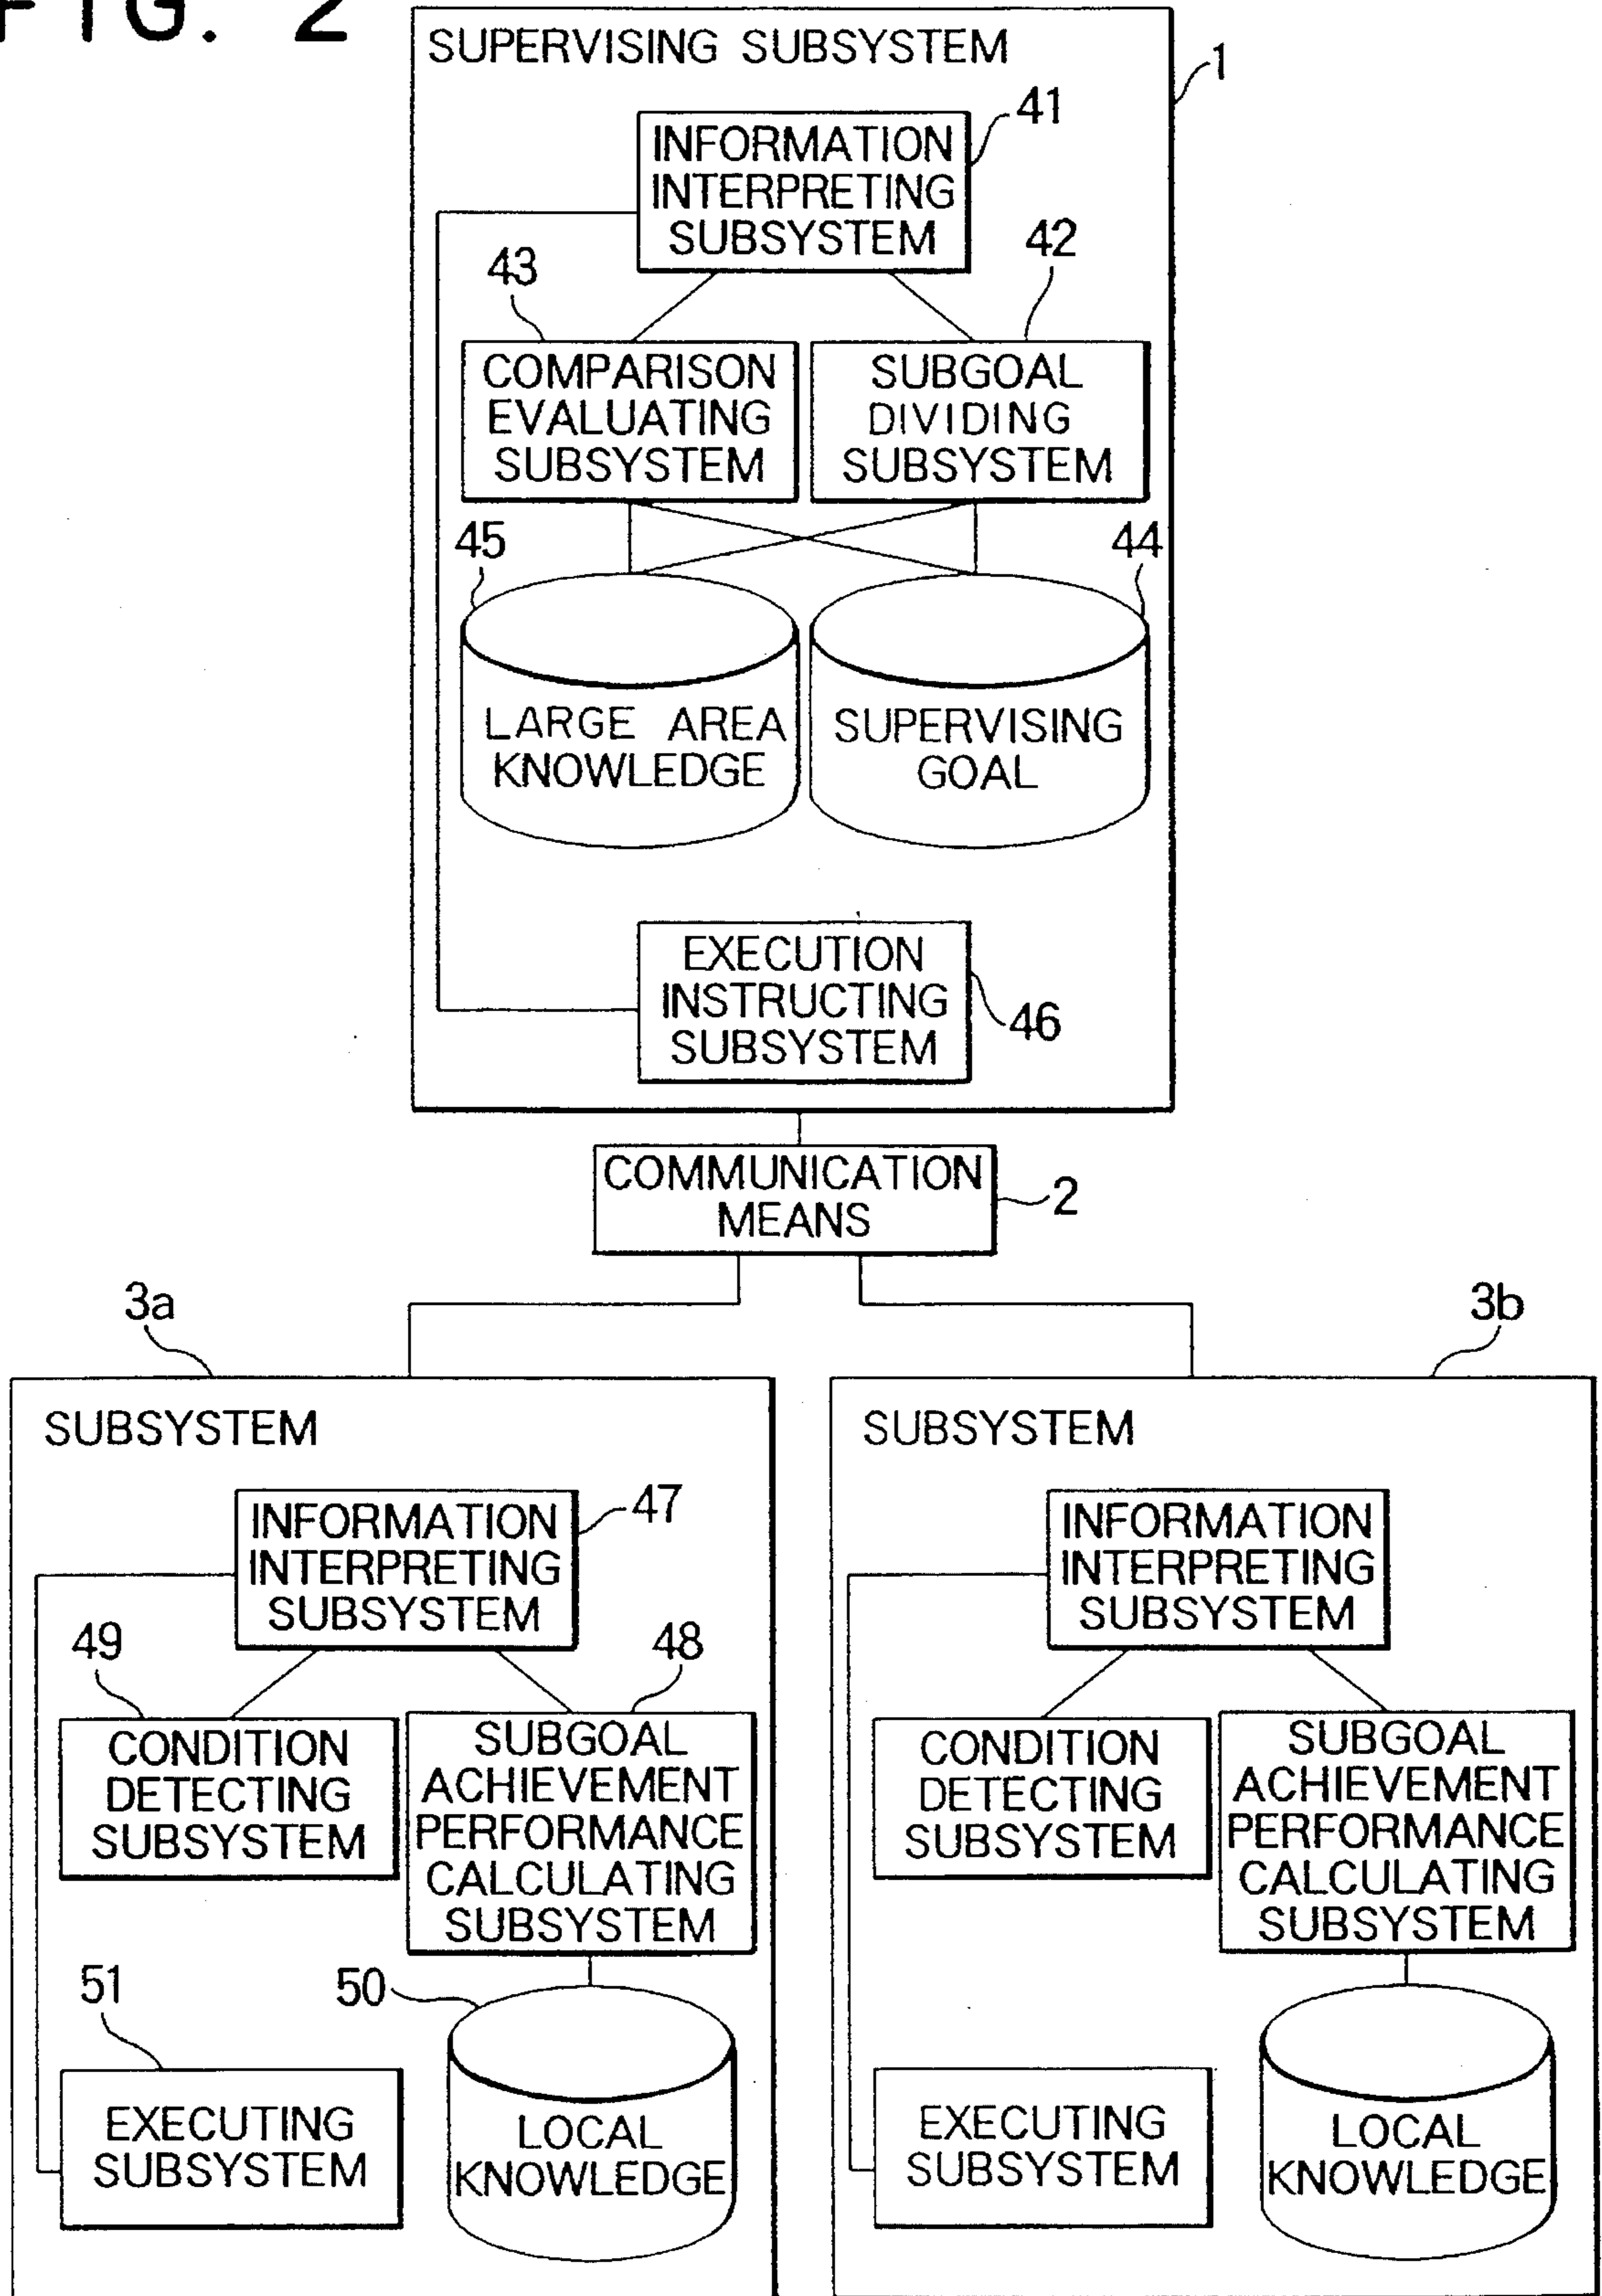 FIG. 2
SUPERVISING SUBSYSTEM
1
41
INFORMATION
INTERPRETING
SUBSYSTEM
43
42
COMPARISON
EVALUATING
SUBSYSTEM
SUBGOAL
DIVIDING
SUBSYSTEM
45
44
LARGE AREA
KNOWLEDGE
SUPERVISING
GOAL
EXECUTION
INSTRUCTING
SUBSYSTEM
46
COMMUNICATION
MEANS
2
3a
3b
SUBSYSTEM
47
INFORMATION
INTERPRETING
SUBSYSTEM
49
48
CONDITION
DETECTING
SUBSYSTEM
SUBGOAL
ACHIEVEMENT
PERFORMANCE
CALCULATING
SUBSYSTEM
51
50
EXECUTING
SUBSYSTEM
LOCAL
KNOWLEDGE
SUBSYSTEM
INFORMATION
INTERPRETING
SUBSYSTEM
CONDITION
DETECTING
SUBSYSTEM
SUBGOAL
ACHIEVEMENT
PERFORMANCE
CALCULATING
SUBSYSTEM
EXECUTING
SUBSYSTEM
LOCAL
KNOWLEDGE